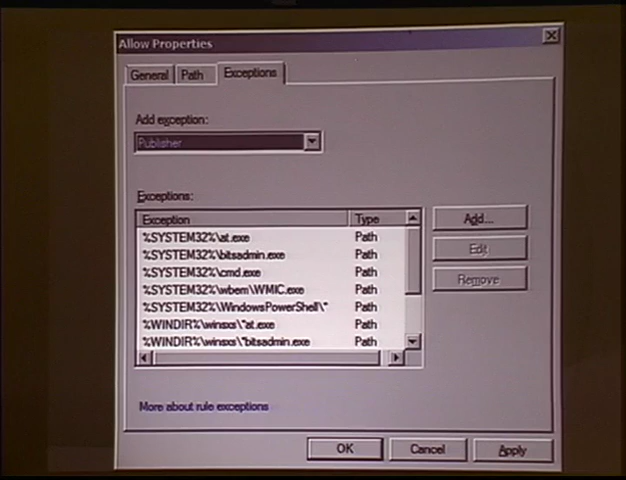 Allow Properties
General Path Exceptions
Add exception:
Publisher
Exceptions:
Exception Type
%SYSTEM32%\at.exe Path
%SYSTEM32%\bitsadmin.exe Path
%SYSTEM32%\cmd.exe Path
%SYSTEM32%\wbem\WMIC.exe Path
%SYSTEM32%\WindowsPowerShell\* Path
%WINDIR%\winsxs\*at.exe Path
%WINDIR%\winsxs\*bitsadmin.exe Path
Add...
Edit
Remove
More about rule exceptions
OK Cancel Apply